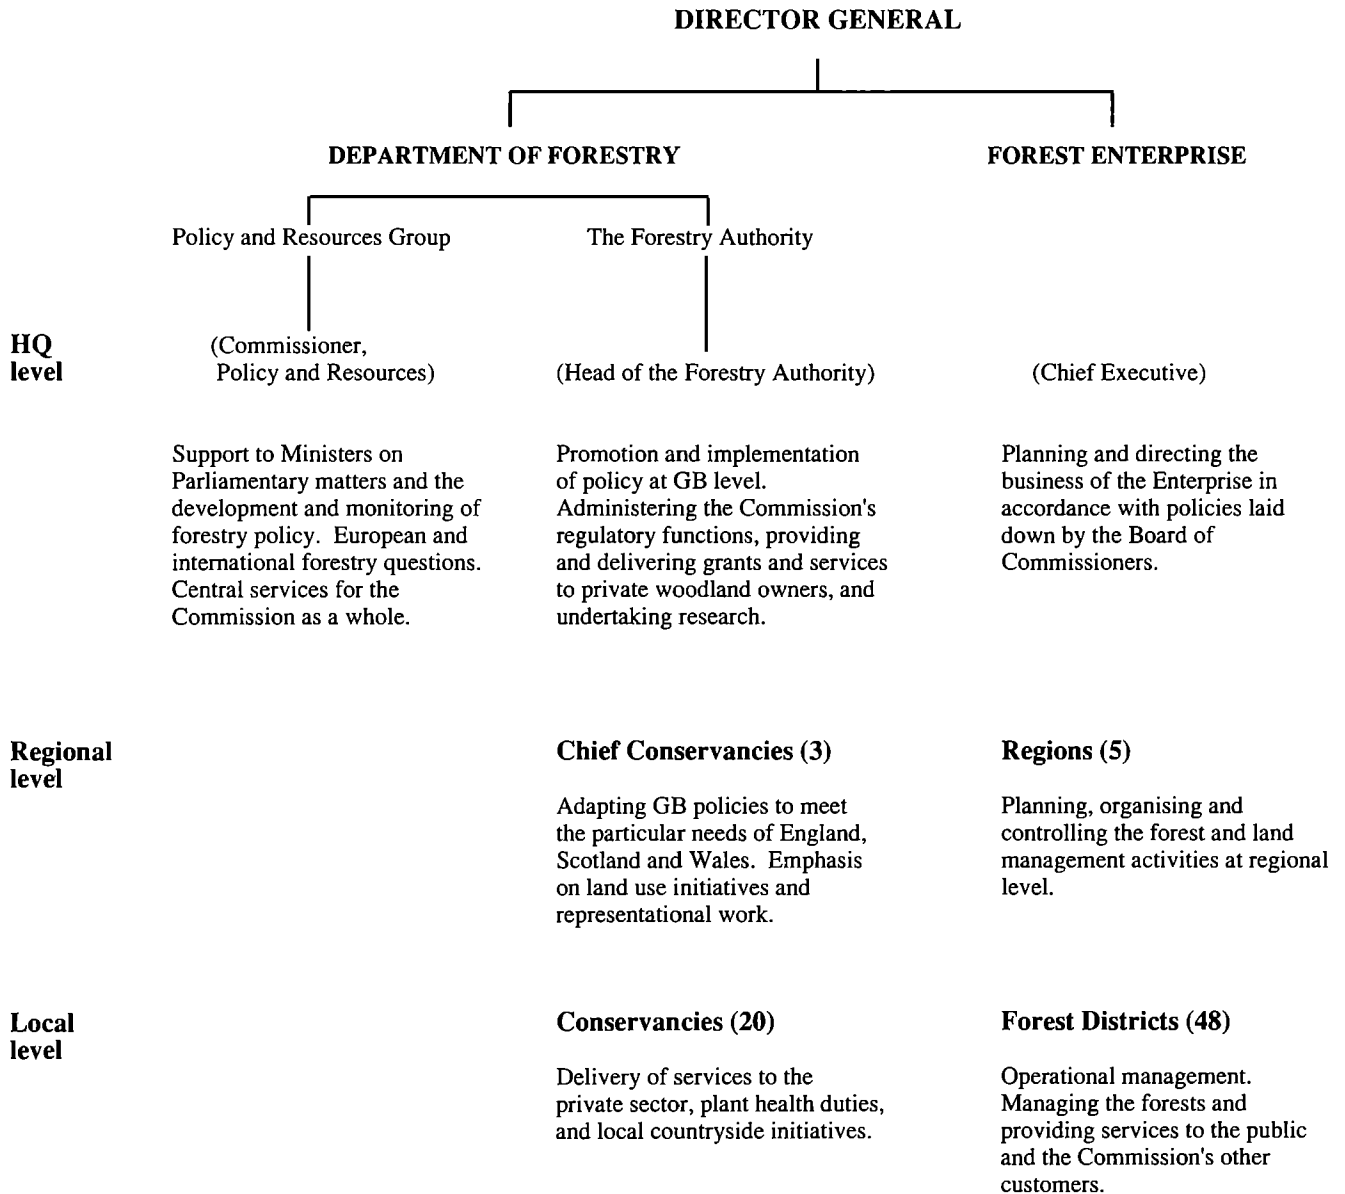 DIRECTOR GENERAL
DEPARTMENT OF FORESTRY
FOREST ENTERPRISE
Policy and Resources Group
The Forestry Authority
HQ
level
(Commissioner,
Policy and Resources)
(Head of the Forestry Authority)
(Chief Executive)
Support to Ministers on
Parliamentary matters and the
development and monitoring of
forestry policy. European and
international forestry questions.
Central services for the
Commission as a whole.
Promotion and implementation
of policy at GB level.
Administering the Commission's
regulatory functions, providing
and delivering grants and services
to private woodland owners, and
undertaking research.
Planning and directing the
business of the Enterprise in
accordance with policies laid
down by the Board of
Commissioners.
Regional
level
Chief Conservancies (3)
Adapting GB policies to meet
the particular needs of England,
Scotland and Wales. Emphasis
on land use initiatives and
representational work.
Regions (5)
Planning, organising and
controlling the forest and land
management activities at regional
level.
Local
level
Conservancies (20)
Delivery of services to the
private sector, plant health duties,
and local countryside initiatives.
Forest Districts (48)
Operational management.
Managing the forests and
providing services to the public
and the Commission's other
customers.